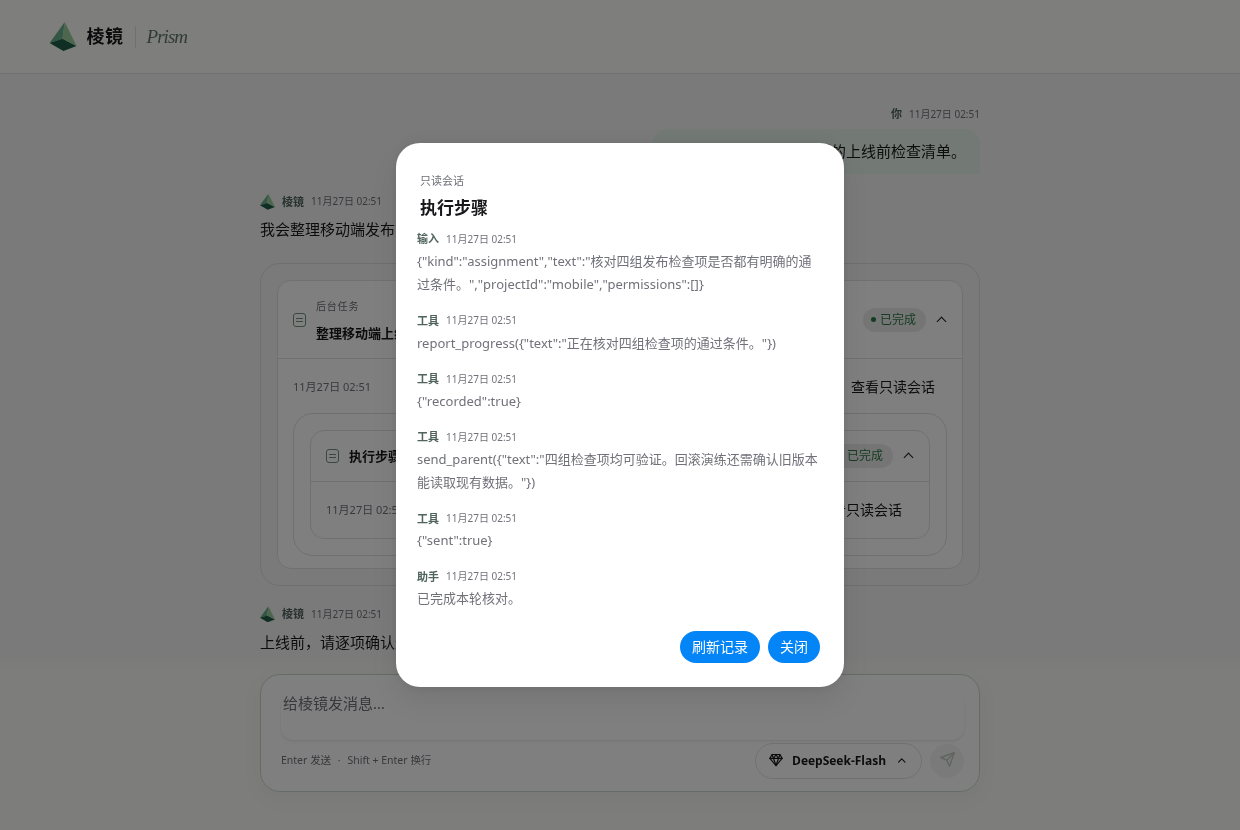 棱镜
Prism
你 11月27日 02:51
的上线前检查清单。
棱镜 11月27日 02:51
我会整理移动端发布
后台任务
整理移动端上
已完成
11月27日 02:51
查看只读会话
执行步骤
已完成
11月27日 02:5
只读会话
只读会话
执行步骤
输入 11月27日 02:51
{"kind":"assignment","text":"核对四组发布检查项是否都有明确的通
过条件。","projectId":"mobile","permissions":[]}
工具 11月27日 02:51
report_progress({"text":"正在核对四组检查项的通过条件。"})
工具 11月27日 02:51
{"recorded":true}
工具 11月27日 02:51
send_parent({"text":"四组检查项均可验证。回滚演练还需确认旧版本
能读取现有数据。"})
工具 11月27日 02:51
{"sent":true}
助手 11月27日 02:51
已完成本轮核对。
刷新记录
关闭
棱镜 11月27日 02:51
上线前，请逐项确认
给棱镜发消息...
Enter 发送 · Shift + Enter 换行
DeepSeek-Flash